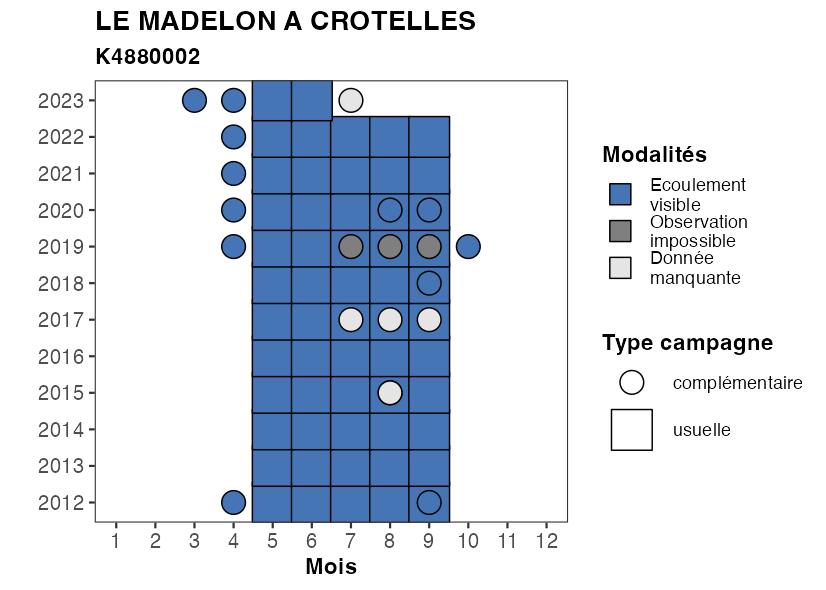 LE MADELON A CROTELLES
K4880002
2023
2022
2021
2020
2019
2018
2017
2016
2015
2014
2013
2012
1 2 3 4 5 6 7 8 9 10 11 12
Mois
Modalités
Ecoulement
visible
Observation
impossible
Donnée
manquante
Type campagne
complémentaire
usuelle